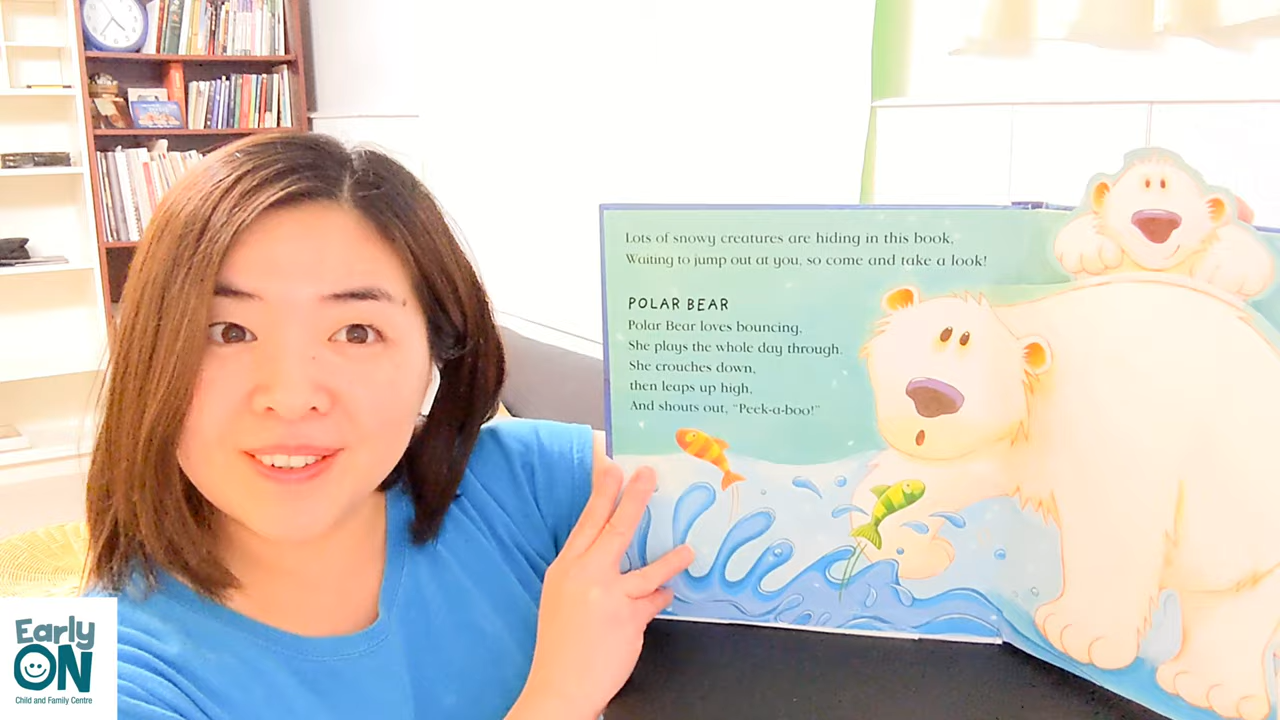 Lots of snowy creatures are hiding in this book,
Waiting to jump out at you, so come and take a look!
POLAR BEAR
Polar Bear loves bouncing,
She plays the whole day through.
She crouches down,
then leaps up high,
And shouts out, “Peek-a-boo!”
Early
ON
Child and Family Centre